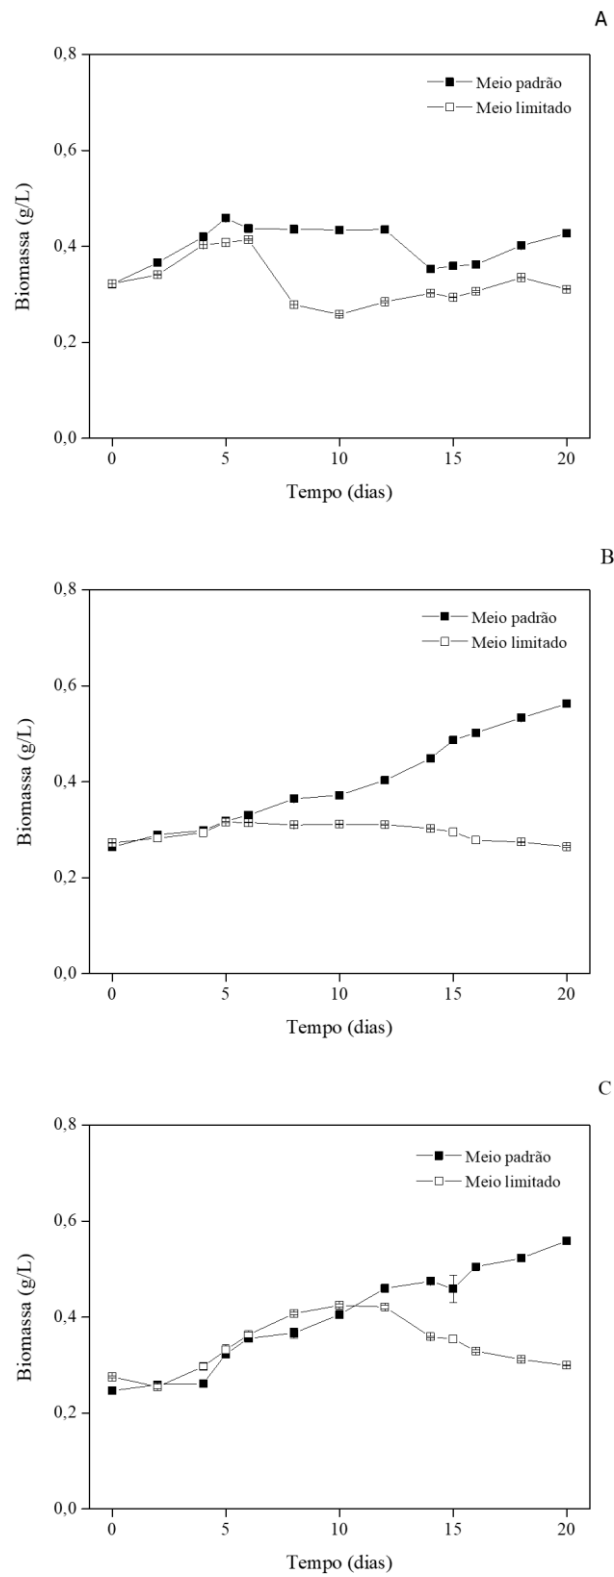 A
0,8
Meio padrão
Meio limitado
0,6
Biomassa (g/L)
0,4
0,2
0,0
0 5 10 15 20
Tempo (dias)
B
0,8
Meio padrão
Meio limitado
0,6
Biomassa (g/L)
0,4
0,2
0,0
0 5 10 15 20
Tempo (dias)
C
0,8
Meio padrão
Meio limitado
0,6
Biomassa (g/L)
0,4
0,2
0,0
0 5 10 15 20
Tempo (dias)